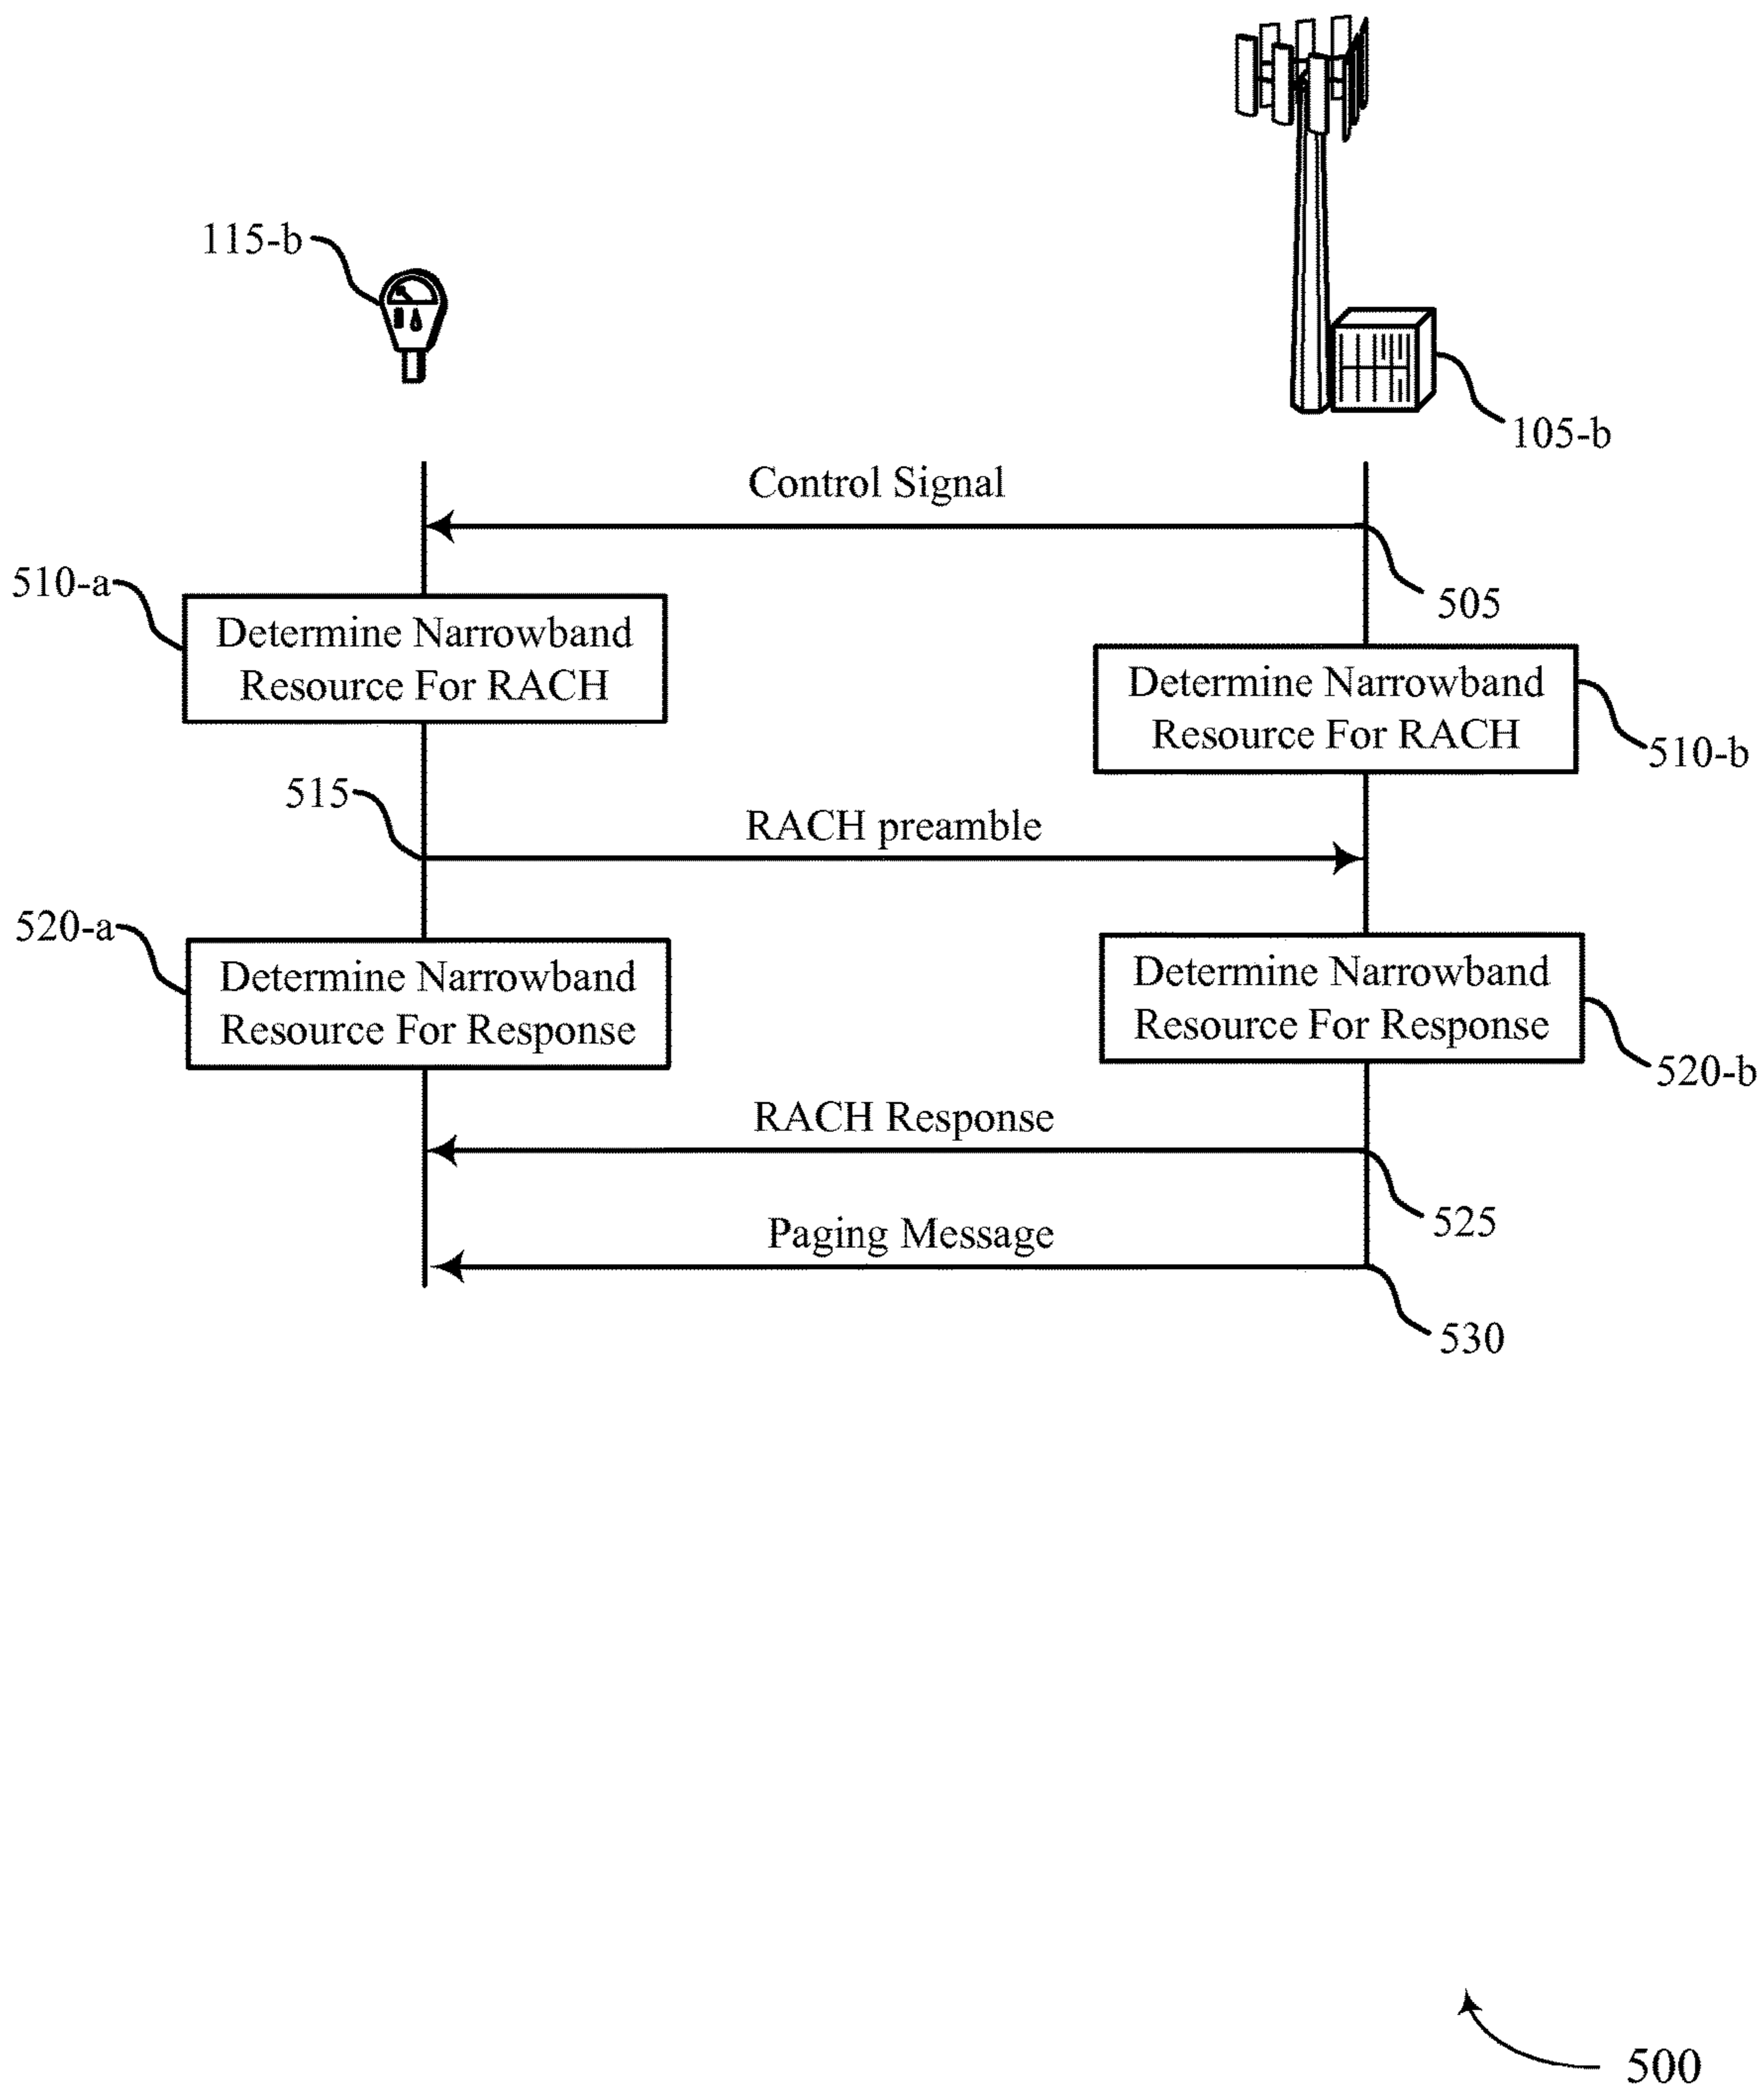 115-b
105-b
Control Signal
505
510-a
Determine Narrowband
Resource For RACH
Determine Narrowband
Resource For RACH
510-b
515
RACH preamble
520-a
Determine Narrowband
Resource For Response
Determine Narrowband
Resource For Response
520-b
RACH Response
525
Paging Message
530
500